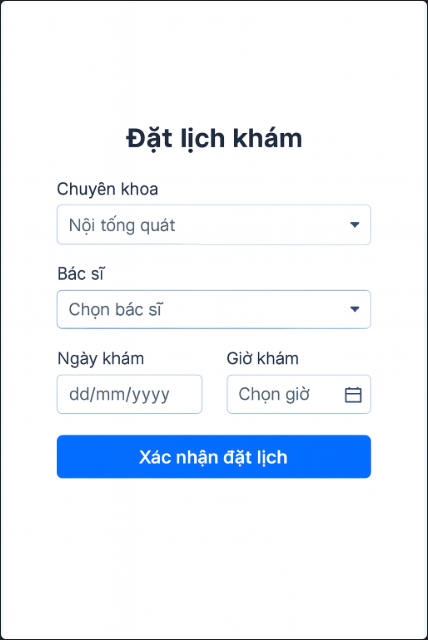 Đặt lịch khám
Chuyên khoa
Nội tổng quát
Bác sĩ
Chọn bác sĩ
Ngày khám
Giờ khám
dd/mm/yyyy
Chọn giờ
Xác nhận đặt lịch